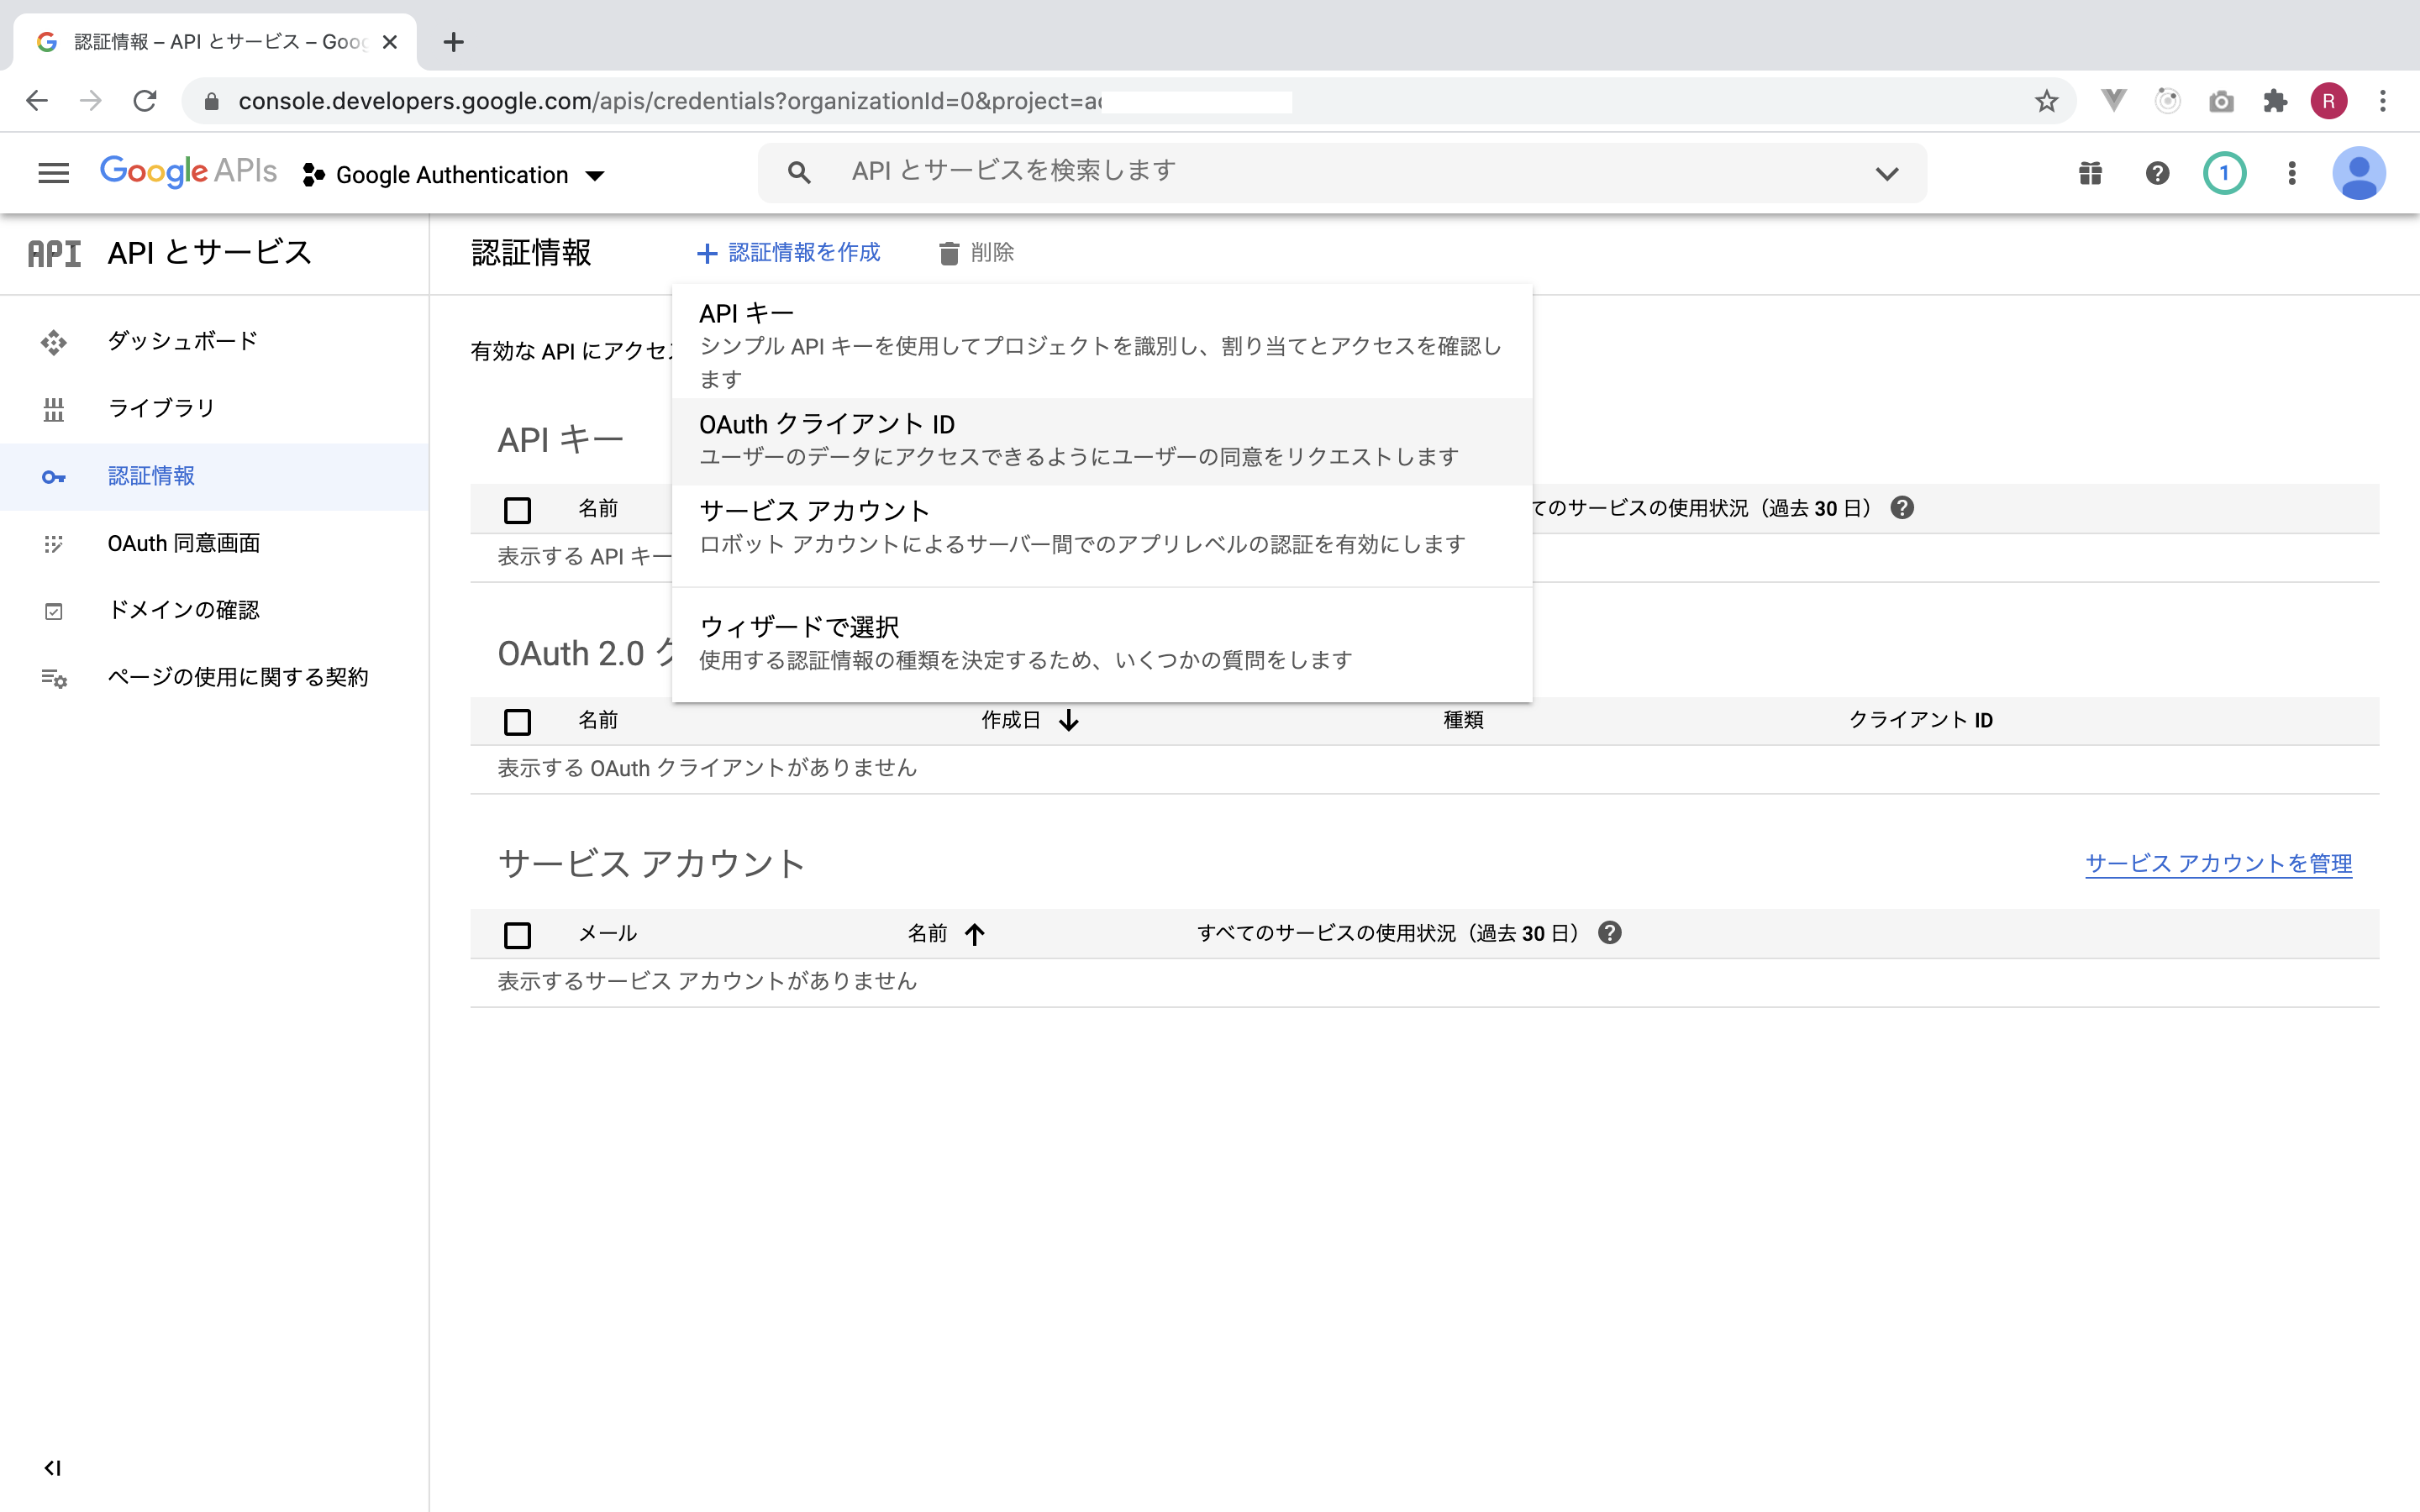 認証情報 – API とサービス – Goog
console.developers.google.com/apis/credentials?organizationId=0&project=a
Google APIs
Google Authentication
API とサービスを検索します
1
R
API
API とサービス
ダッシュボード
ライブラリ
認証情報
OAuth 同意画面
ドメインの確認
ページの使用に関する契約
認証情報
認証情報を作成
削除
有効な API にアクセ
API キー
シンプル API キーを使用してプロジェクトを識別し、割り当てとアクセスを確認し
ます
OAuth クライアント ID
ユーザーのデータにアクセスできるようにユーザーの同意をリクエストします
サービス アカウント
ロボット アカウントによるサーバー間でのアプリレベルの認証を有効にします
ウィザードで選択
使用する認証情報の種類を決定するため、いくつかの質問をします
API キー
名前
てのサービスの使用状況（過去 30 日）
表示する API キー
OAuth 2.0 ク
名前
作成日
種類
クライアント ID
表示する OAuth クライアントがありません
サービス アカウント
サービス アカウントを管理
メール
名前
すべてのサービスの使用状況（過去 30 日）
表示するサービス アカウントがありません